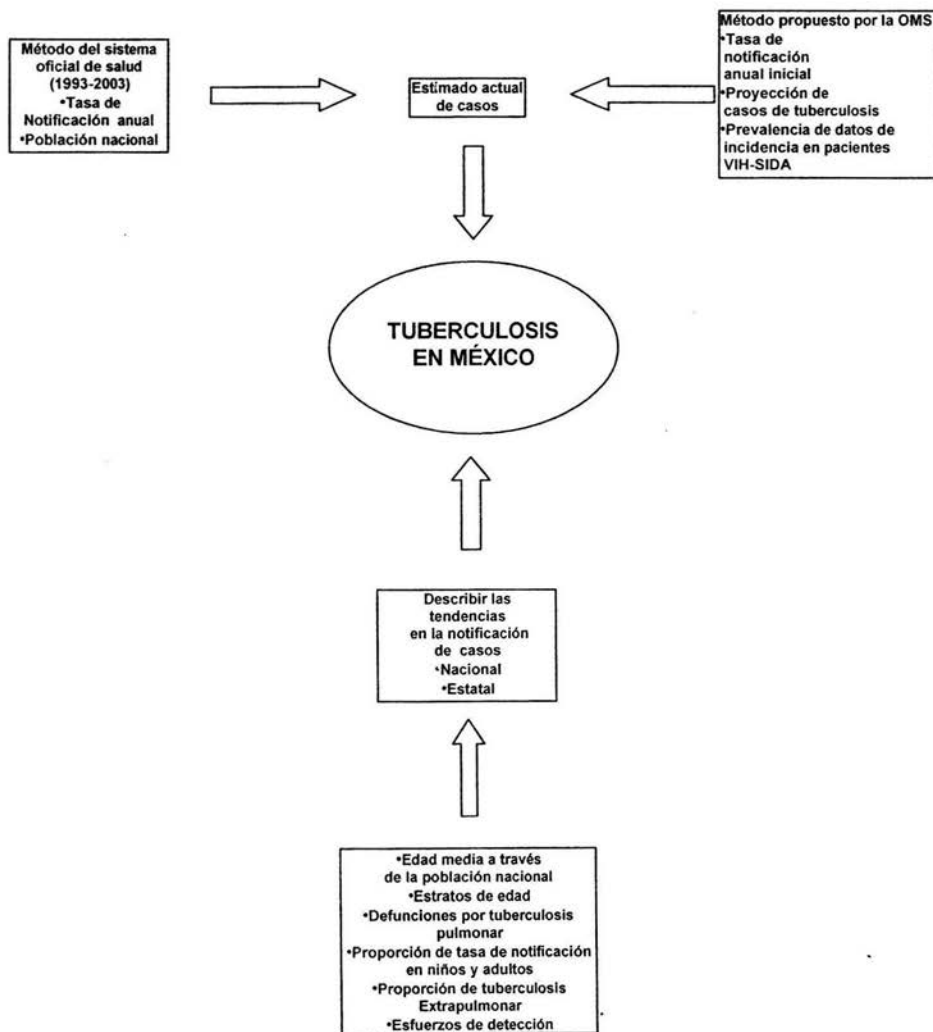 Método del sistema
oficial de salud
(1993-2003)
•Tasa de
Notificación anual
•Población nacional
Estimado actual
de casos
Método propuesto por la OMS
•Tasa de
notificación
anual inicial
•Proyección de
casos de tuberculosis
•Prevalencia de datos de
incidencia en pacientes
VIH-SIDA
TUBERCULOSIS
EN MÉXICO
Describir las
tendencias
en la notificación
de casos
•Nacional
•Estatal
•Edad media a través
de la población nacional
•Estratos de edad
•Defunciones por tuberculosis
pulmonar
•Proporción de tasa de notificación
en niños y adultos
•Proporción de tuberculosis
Extrapulmonar
•Esfuerzos de detección